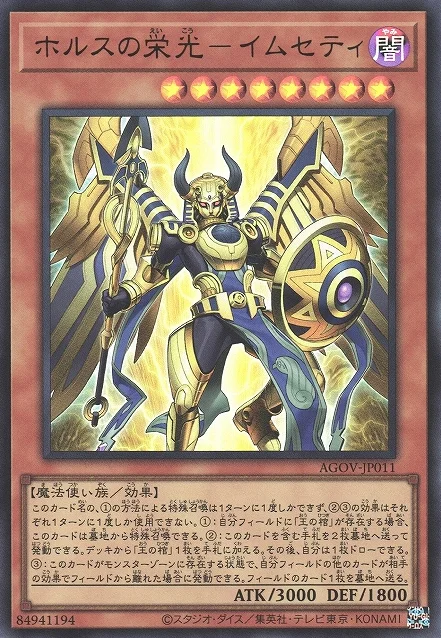 ホルスの栄光－イムセティ
闇
AGOV-JP011
【魔法使い族／効果】
このカード名の、①の方法による特殊召喚は1ターンに1度しかできず、②③の効果はそれ
ぞれ1ターンに1度しか使用できない。①：自分フィールドに「王の棺」が存在する場合、
このカードは墓地から特殊召喚できる。②：このカードを含む手札を2枚墓地へ送って
発動できる。デッキから「王の棺」1枚を手札に加える。その後、自分は1枚ドローできる。
③：このカードがモンスターゾーンに存在する状態で、自分フィールドの他のカードが相手
の効果でフィールドから離れた場合に発動できる。フィールドのカード1枚を墓地へ送る。
ATK/3000 DEF/1800
84941194
©スタジオ・ダイス／集英社・テレビ東京・KONAMI